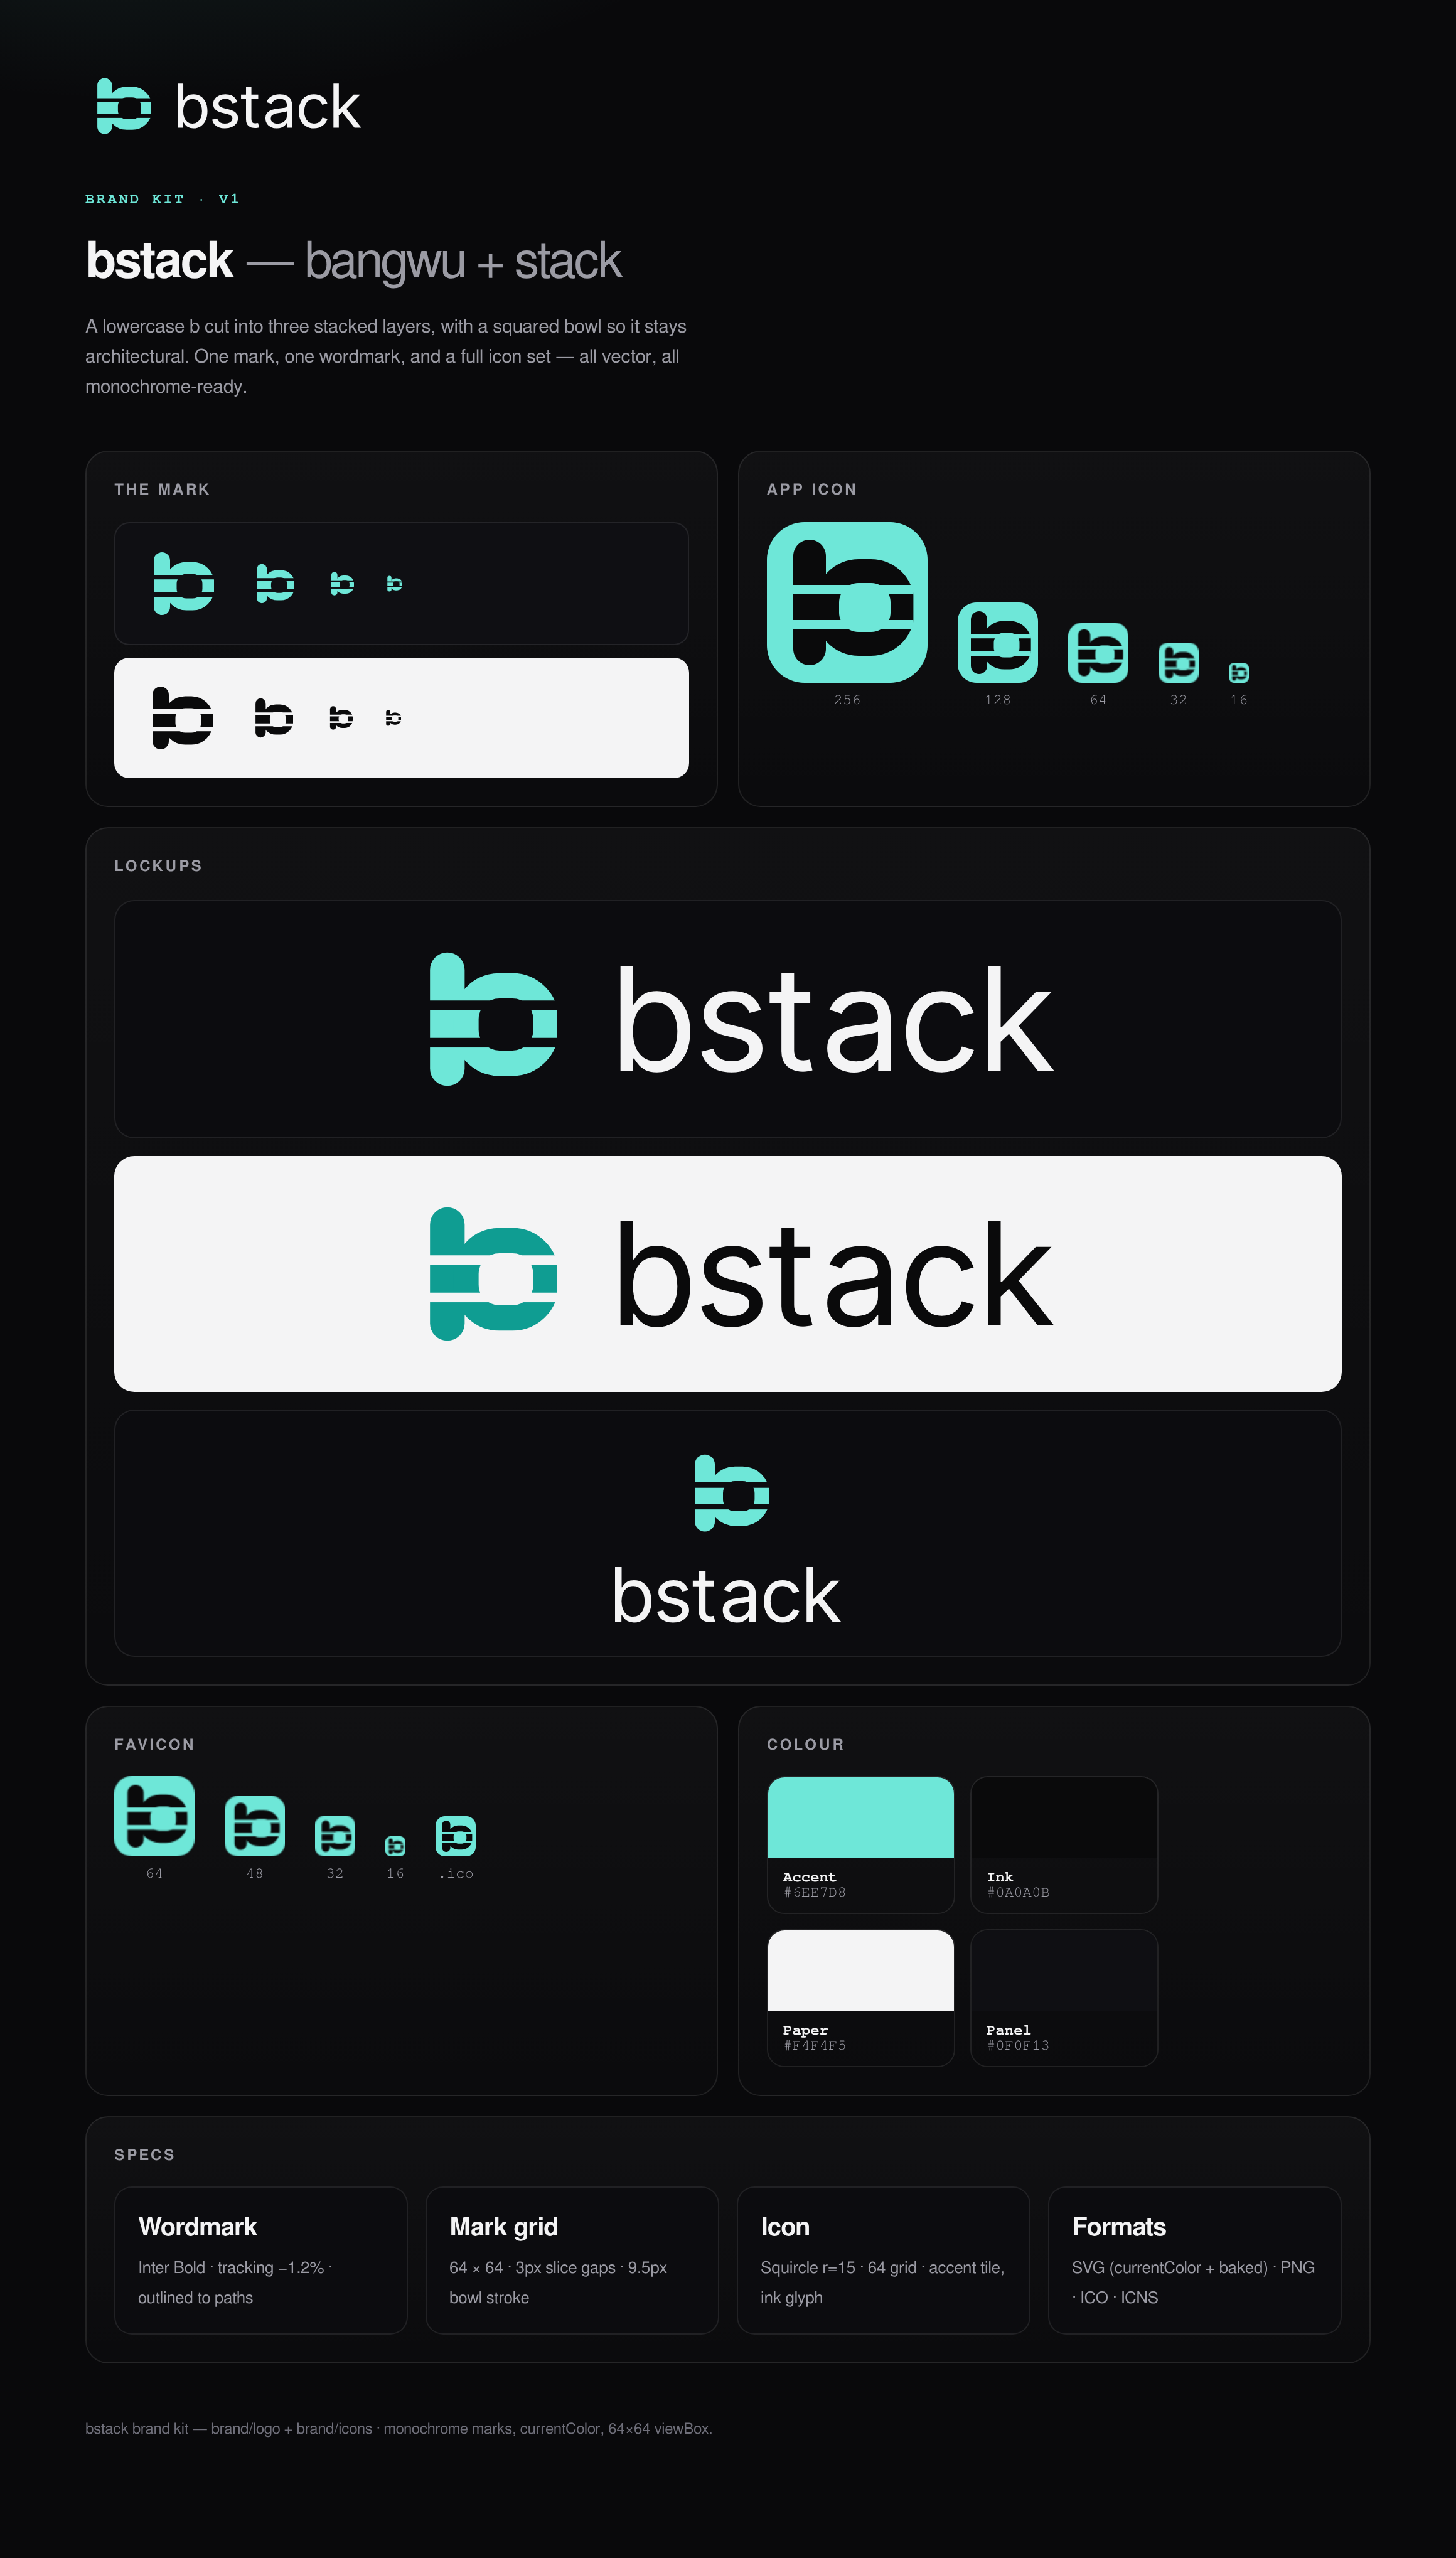 bstack
BRAND KIT · V1
bstack — bangwu + stack
A lowercase b cut into three stacked layers, with a squared bowl so it stays
architectural. One mark, one wordmark, and a full icon set — all vector, all
monochrome-ready.
THE MARK
APP ICON
256
128
64
32
16
LOCKUPS
bstack
bstack
bstack
FAVICON
64
48
32
16
.ico
COLOUR
Accent
#6EE7D8
Ink
#0A0A0B
Paper
#F4F4F5
Panel
#0F0F13
SPECS
Wordmark
Inter Bold · tracking −1.2% ·
outlined to paths
Mark grid
64 × 64 · 3px slice gaps · 9.5px
bowl stroke
Icon
Squircle r=15 · 64 grid · accent tile,
ink glyph
Formats
SVG (currentColor + baked) · PNG
· ICO · ICNS
bstack brand kit — brand/logo + brand/icons · monochrome marks, currentColor, 64×64 viewBox.